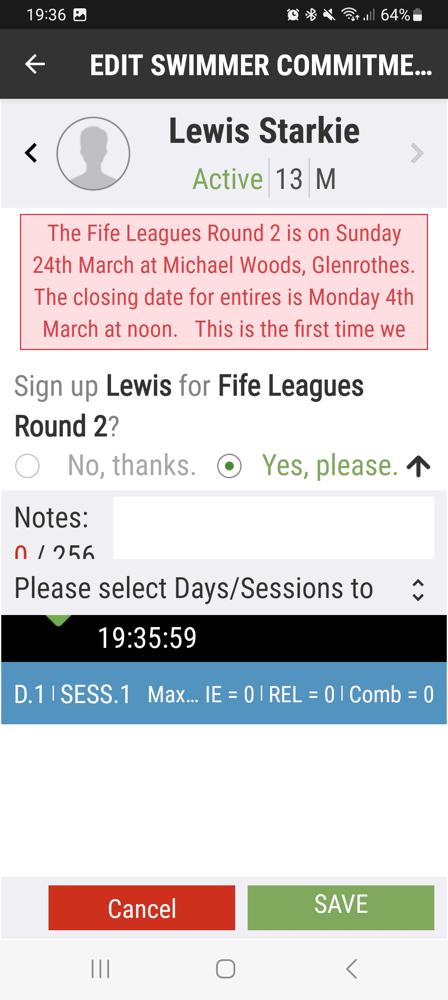 19:36 64%
EDIT SWIMMER COMMITME...
Lewis Starkie
Active 13 M
The Fife Leagues Round 2 is on Sunday
24th March at Michael Woods, Glenrothes.
The closing date for entires is Monday 4th
March at noon. This is the first time we
Sign up Lewis for Fife Leagues
Round 2?
No, thanks. Yes, please.
Notes:
0 / 256
Please select Days/Sessions to
19:35:59
D.1 | SESS.1 Max... IE = 0 | REL = 0 | Comb = 0
Cancel SAVE